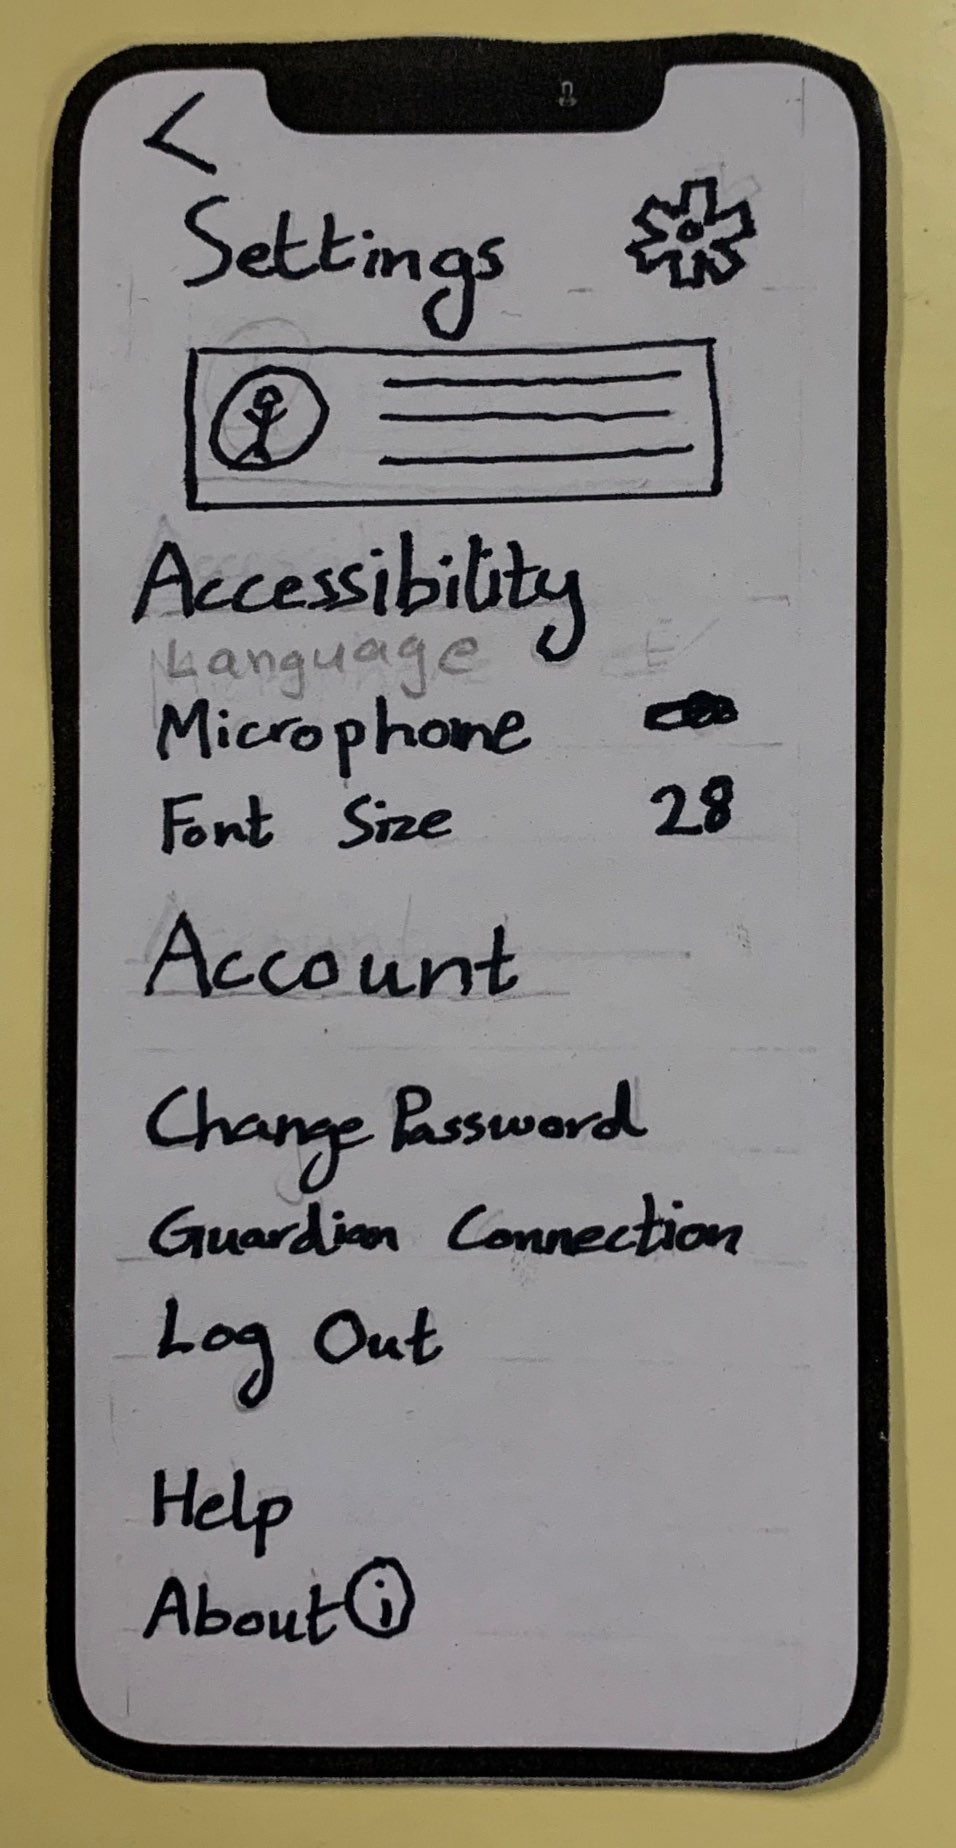 Settings
Accessibility
Language
Microphone
Font Size 28
Account
Change Password
Guardian Connection
Log Out
Help
About i